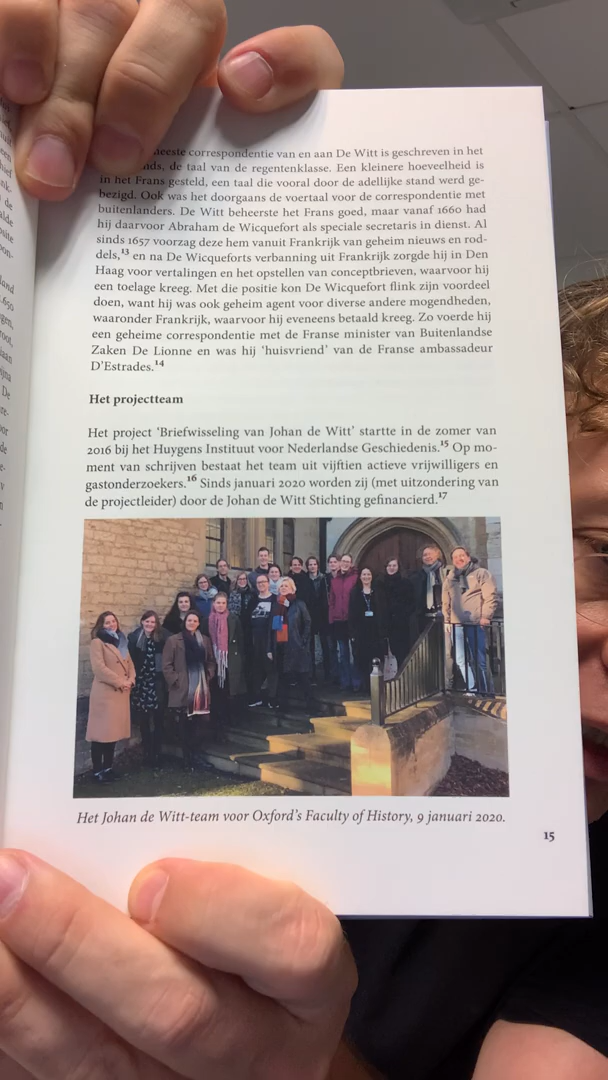 correspondentie van en aan De Witt is geschreven in het
de taal van de regentenklasse. Een kleinere hoeveelheid is
in het Frans gesteld, een taal die vooral door de adellijke stand werd ge-
bezigd. Ook was het doorgaans de voertaal voor de correspondentie met
buitenlanders. De Witt beheerste het Frans goed, maar vanaf 1660 had
hij daarvoor Abraham de Wicquefort als speciale secretaris in dienst. Al
sinds 1657 voorzag deze hem vanuit Frankrijk van geheim nieuws en rod-
dels,¹³ en na De Wicqueforts verbanning uit Frankrijk zorgde hij in Den
Haag voor vertalingen en het opstellen van conceptbrieven, waarvoor hij
een toelage kreeg. Met die positie kon De Wicquefort flink zijn voordeel
doen, want hij was ook geheim agent voor diverse andere mogendheden,
waaronder Frankrijk, waarvoor hij eveneens betaald kreeg. Zo voerde hij
een geheime correspondentie met de Franse minister van Buitenlandse
Zaken De Lionne en was hij 'huisvriend' van de Franse ambassadeur
D'Estrades.¹⁴
Het projectteam
Het project 'Briefwisseling van Johan de Witt' startte in de zomer van
2016 bij het Huygens Instituut voor Nederlandse Geschiedenis.¹⁵ Op mo-
ment van schrijven bestaat het team uit vijftien actieve vrijwilligers en
gastonderzoekers.¹⁶ Sinds januari 2020 worden zij (met uitzondering van
de projectleider) door de Johan de Witt Stichting gefinancierd.¹⁷
Het Johan de Witt-team voor Oxford's Faculty of History, 9 januari 2020.
15